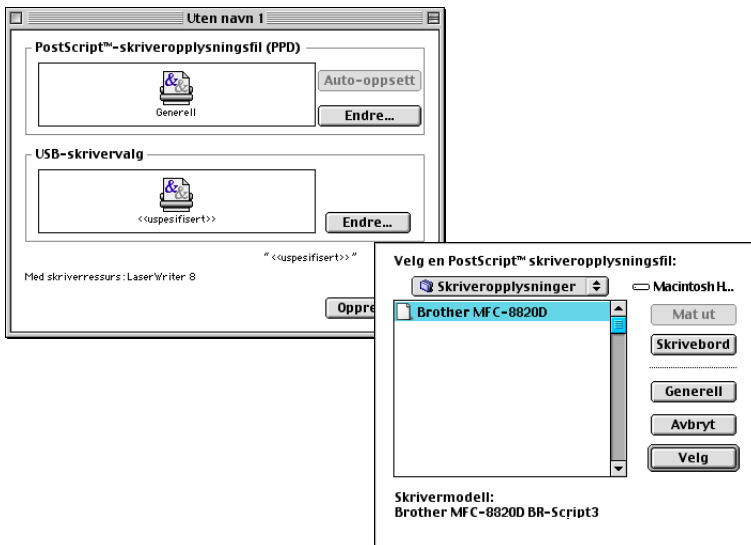 Uten navn 1
PostScript™-skriveropplysningsfil (PPD)
Generell
Auto-oppsett
Endre...
USB-skrivervalg
<<uspesifisert>>
Endre...
"<<uspesifisert>>"
Med skriverressurs: LaserWriter 8
Oppre
Velg en PostScript™ skriveropplysningsfil:
Skriveropplysninger
Macintosh H...
Brother MFC-8820D
Mat ut
Skrivebord
Generell
Avbryt
Velg
Skrivermodell:
Brother MFC-8820D BR-Script3